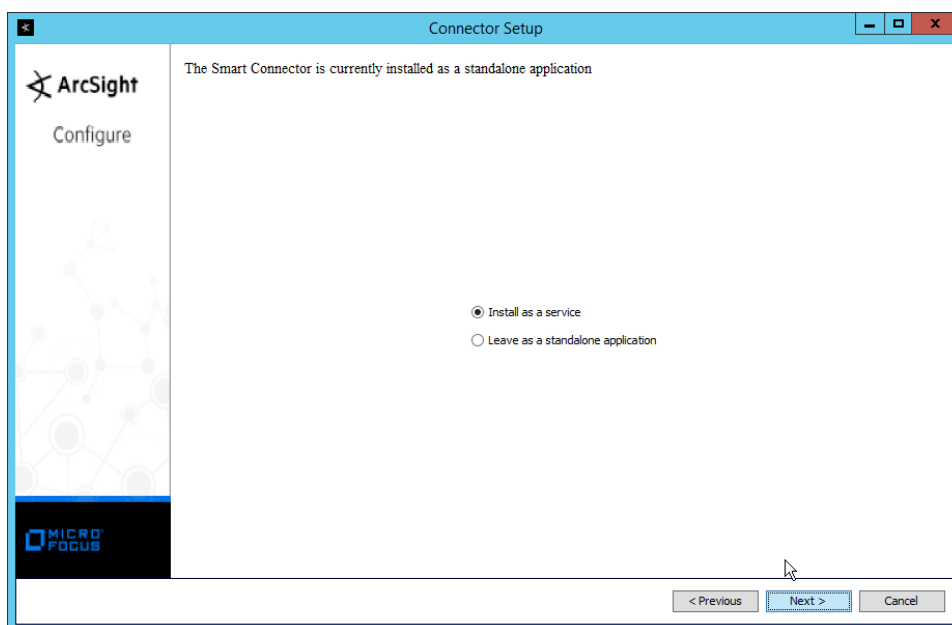 Connector Setup
ArcSight
Configure
The Smart Connector is currently installed as a standalone application
Install as a service
Leave as a standalone application
MICRO
FOCUS
< Previous
Next >
Cancel